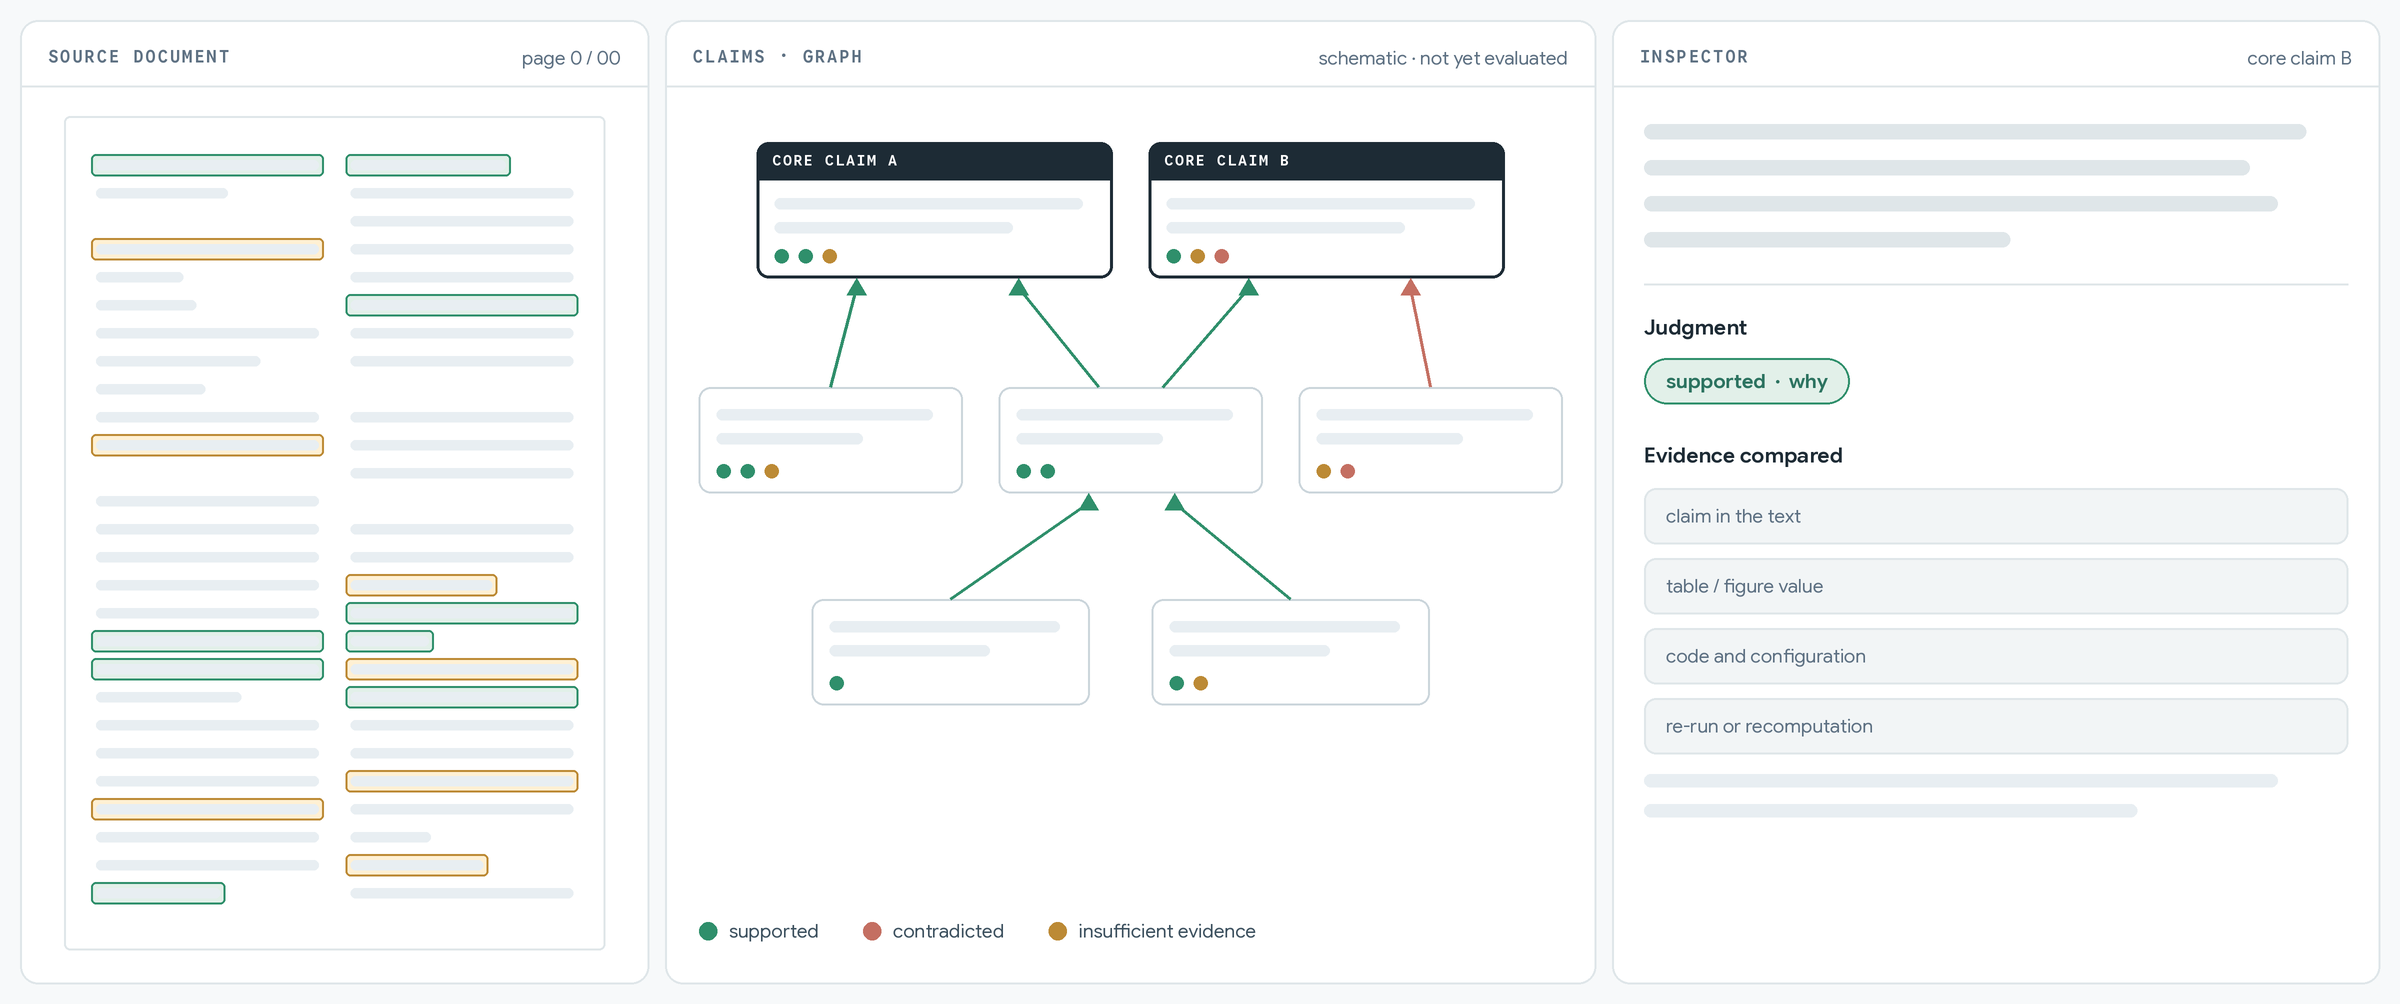 SOURCE DOCUMENT
page 0 / 00
CLAIMS · GRAPH
schematic · not yet evaluated
CORE CLAIM A
CORE CLAIM B
supported
contradicted
insufficient evidence
INSPECTOR
core claim B
Judgment
supported · why
Evidence compared
claim in the text
table / figure value
code and configuration
re-run or recomputation